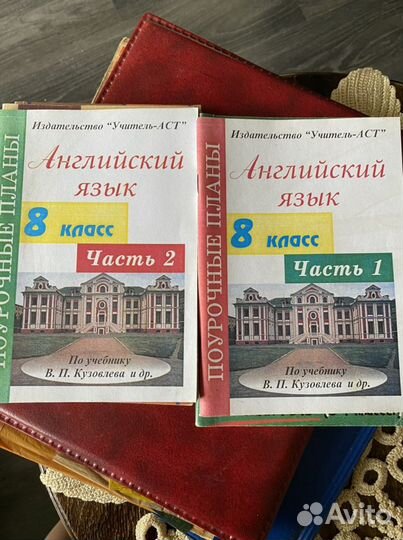 ПОУРОЧНЫЕ ПЛАНЫ
Издательство "Учитель-АСТ"
Английский
язык
8 класс
Часть 2
По учебнику
В. П. Кузовлева и др.
ПОУРОЧНЫЕ ПЛАНЫ
Издательство "Учитель-АСТ"
Английский
язык
8 класс
Часть 1
По учебнику
В. П. Кузовлева и др.
Avito